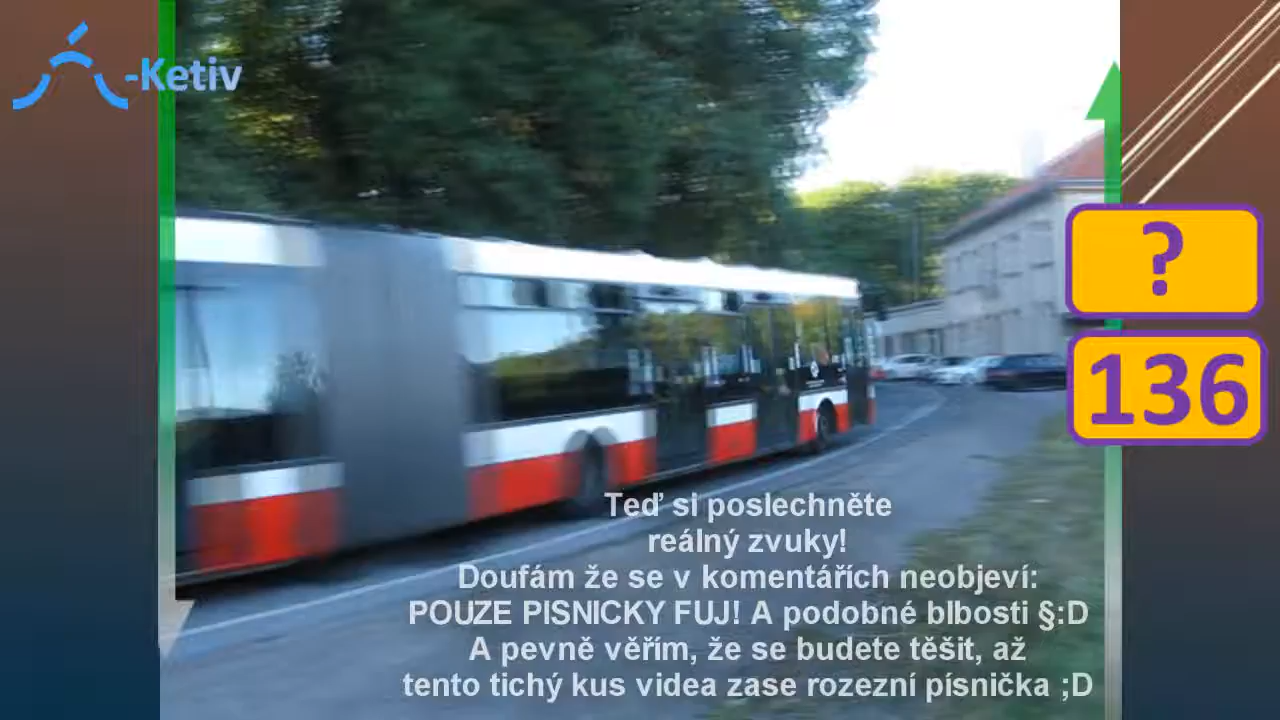 -Ketiv
?
136
Teď si poslechněte
reálný zvuky!
Doufám že se v komentářích neobjeví:
POUZE PISNICKY FUJ! A podobné blbosti §:D
A pevně věřím, že se budete těšit, až
tento tichý kus videa zase rozezní písnička ;D